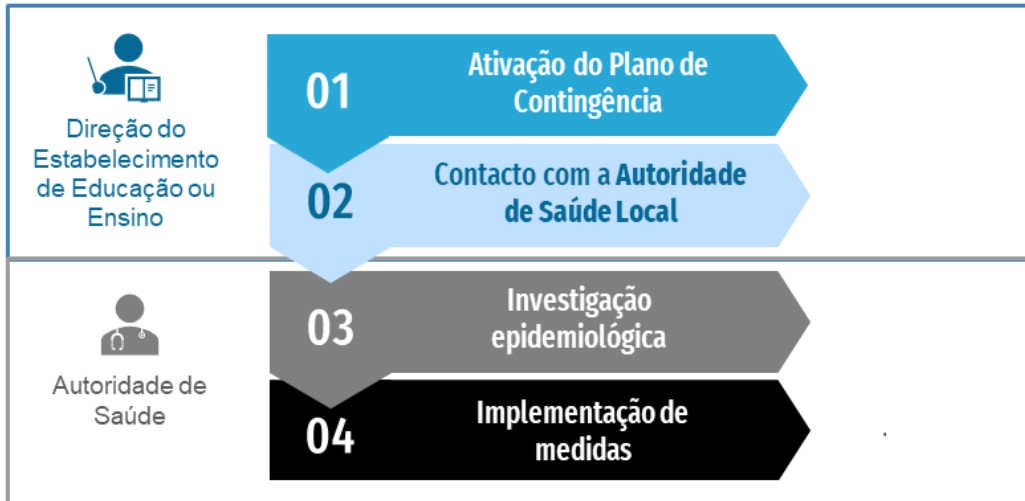 Direção do
Estabelecimento
de Educação ou
Ensino
01
Ativação do Plano de
Contingência
02
Contacto com a Autoridade
de Saúde Local
Autoridade de
Saúde
03
Investigação
epidemiológica
04
Implementação de
medidas
.